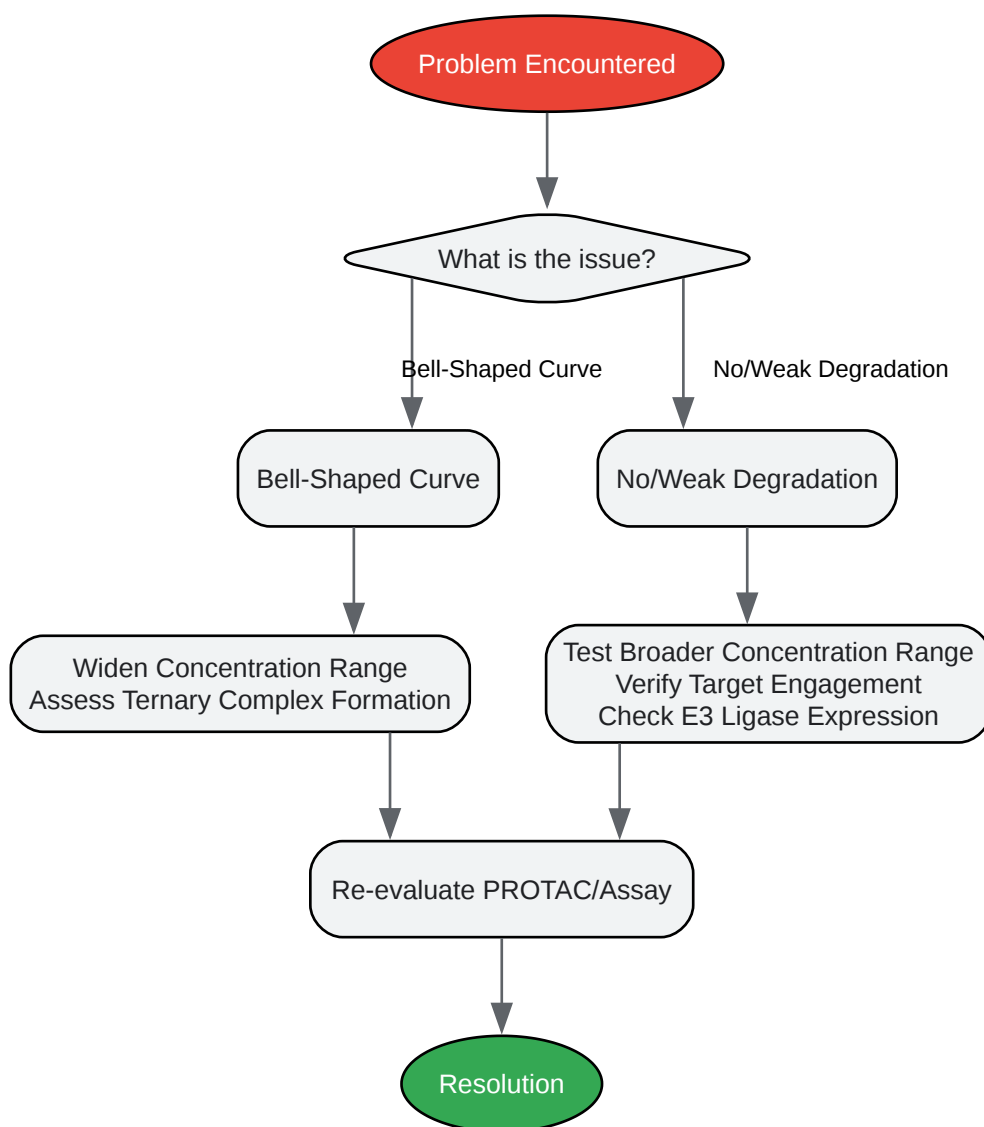 Problem Encountered
What is the issue?
Bell-Shaped Curve
No/Weak Degradation
Bell-Shaped Curve
No/Weak Degradation
Widen Concentration Range
Assess Ternary Complex Formation
Test Broader Concentration Range
Verify Target Engagement
Check E3 Ligase Expression
Re-evaluate PROTAC/Assay
Resolution